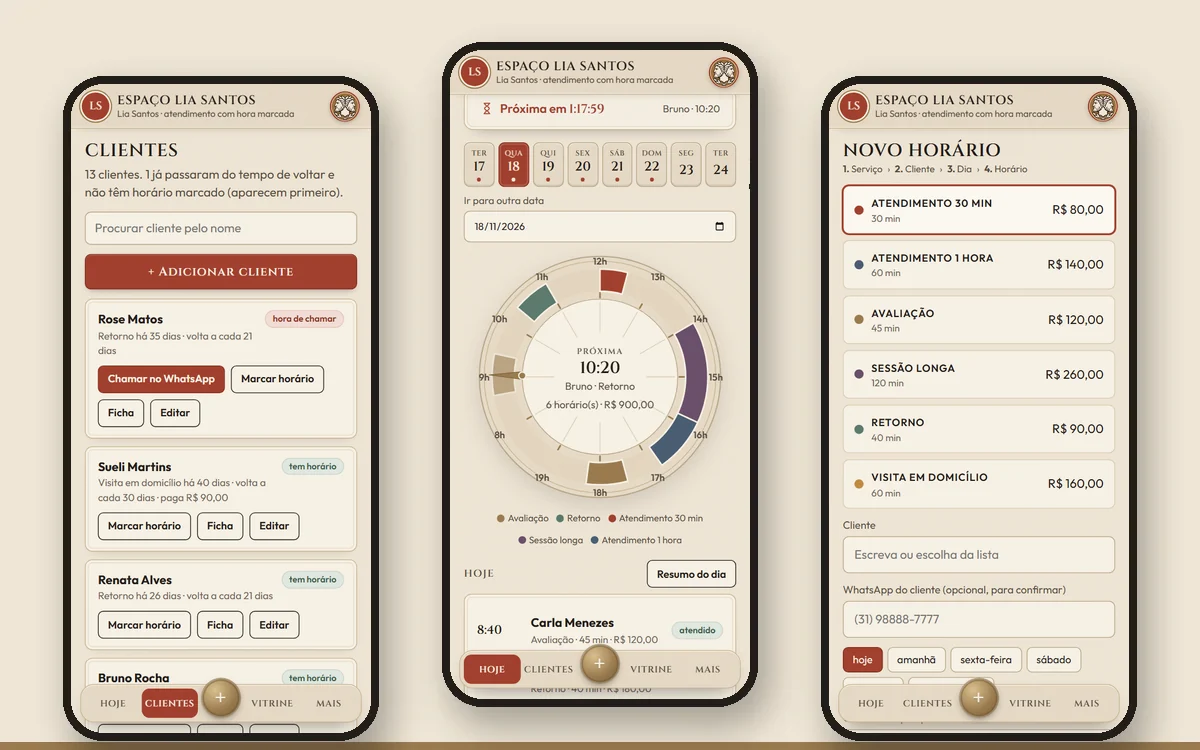 LS
ESPAÇO LIA SANTOS
Lia Santos · atendimento com hora marcada
CLIENTES
13 clientes. 1 já passaram do tempo de voltar e
não têm horário marcado (aparecem primeiro).
Procurar cliente pelo nome
+ ADICIONAR CLIENTE
Rose Matos
hora de chamar
Retorno há 35 dias · volta a cada 21
dias
Chamar no WhatsApp
Marcar horário
Ficha
Editar
Sueli Martins
tem horário
Visita em domicílio há 40 dias · volta a
cada 30 dias · paga R$ 90,00
Marcar horário
Ficha
Editar
Renata Alves
tem horário
Retorno há 26 dias · volta a cada 21 dias
Marcar horário
Ficha
Editar
Bruno Rocha
tem horário
HOJE
CLIENTES
+
VITRINE
MAIS
LS
ESPAÇO LIA SANTOS
Lia Santos · atendimento com hora marcada
Próxima em 1:17:59
Bruno · 10:20
TER 17
QUA 18
QUI 19
SEX 20
SÁB 21
DOM 22
SEG 23
TER 24
Ir para outra data
18/11/2026
12h
13h
14h
15h
16h
17h
18h
19h
8h
9h
10h
11h
PRÓXIMA
10:20
Bruno · Retorno
6 horário(s) · R$ 900,00
Avaliação
Retorno
Atendimento 30 min
Sessão longa
Atendimento 1 hora
HOJE
Resumo do dia
8:40
Carla Menezes
Avaliação · 45 min · R$ 120,00
atendido
HOJE
CLIENTES
+
VITRINE
MAIS
LS
ESPAÇO LIA SANTOS
Lia Santos · atendimento com hora marcada
NOVO HORÁRIO
1. Serviço › 2. Cliente › 3. Dia › 4. Horário
ATENDIMENTO 30 MIN
30 min
R$ 80,00
ATENDIMENTO 1 HORA
60 min
R$ 140,00
AVALIAÇÃO
45 min
R$ 120,00
SESSÃO LONGA
120 min
R$ 260,00
RETORNO
40 min
R$ 90,00
VISITA EM DOMICÍLIO
60 min
R$ 160,00
Cliente
Escreva ou escolha da lista
WhatsApp do cliente (opcional, para confirmar)
(31) 98888-7777
hoje
amanhã
sexta-feira
sábado
HOJE
CLIENTES
+
VITRINE
MAIS